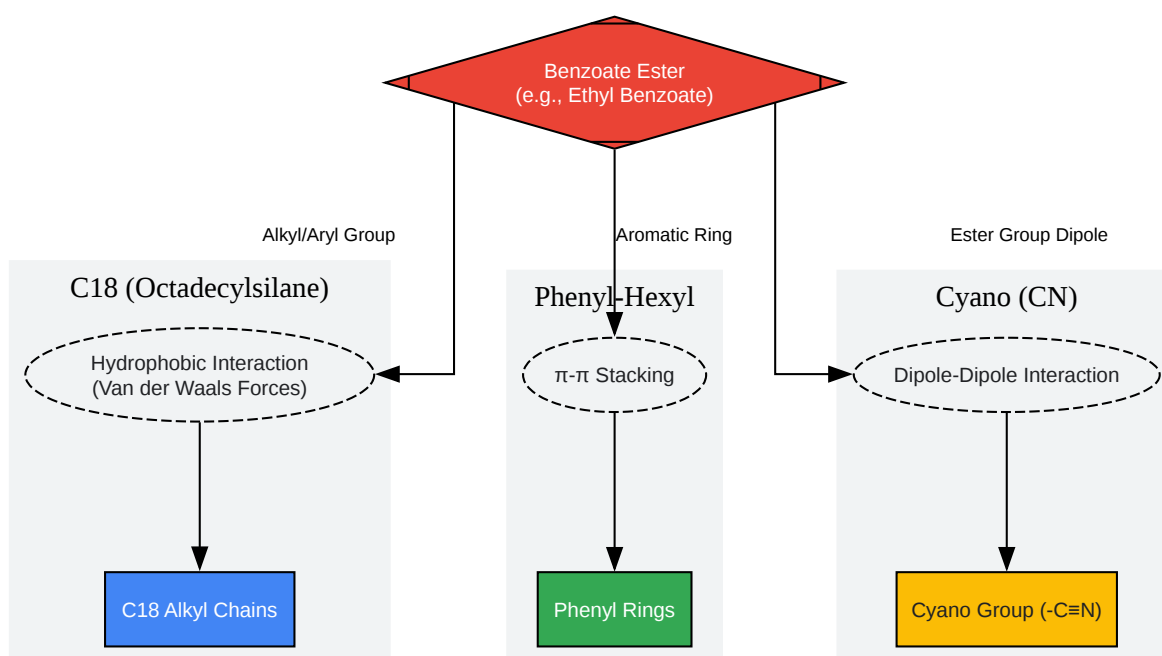 Benzoate Ester
(e.g., Ethyl Benzoate)
Alkyl/Aryl Group
Aromatic Ring
Ester Group Dipole
C18 (Octadecylsilane)
Phenyl-Hexyl
Cyano (CN)
Hydrophobic Interaction
(Van der Waals Forces)
π-π Stacking
Dipole-Dipole Interaction
C18 Alkyl Chains
Phenyl Rings
Cyano Group (-C≡N)